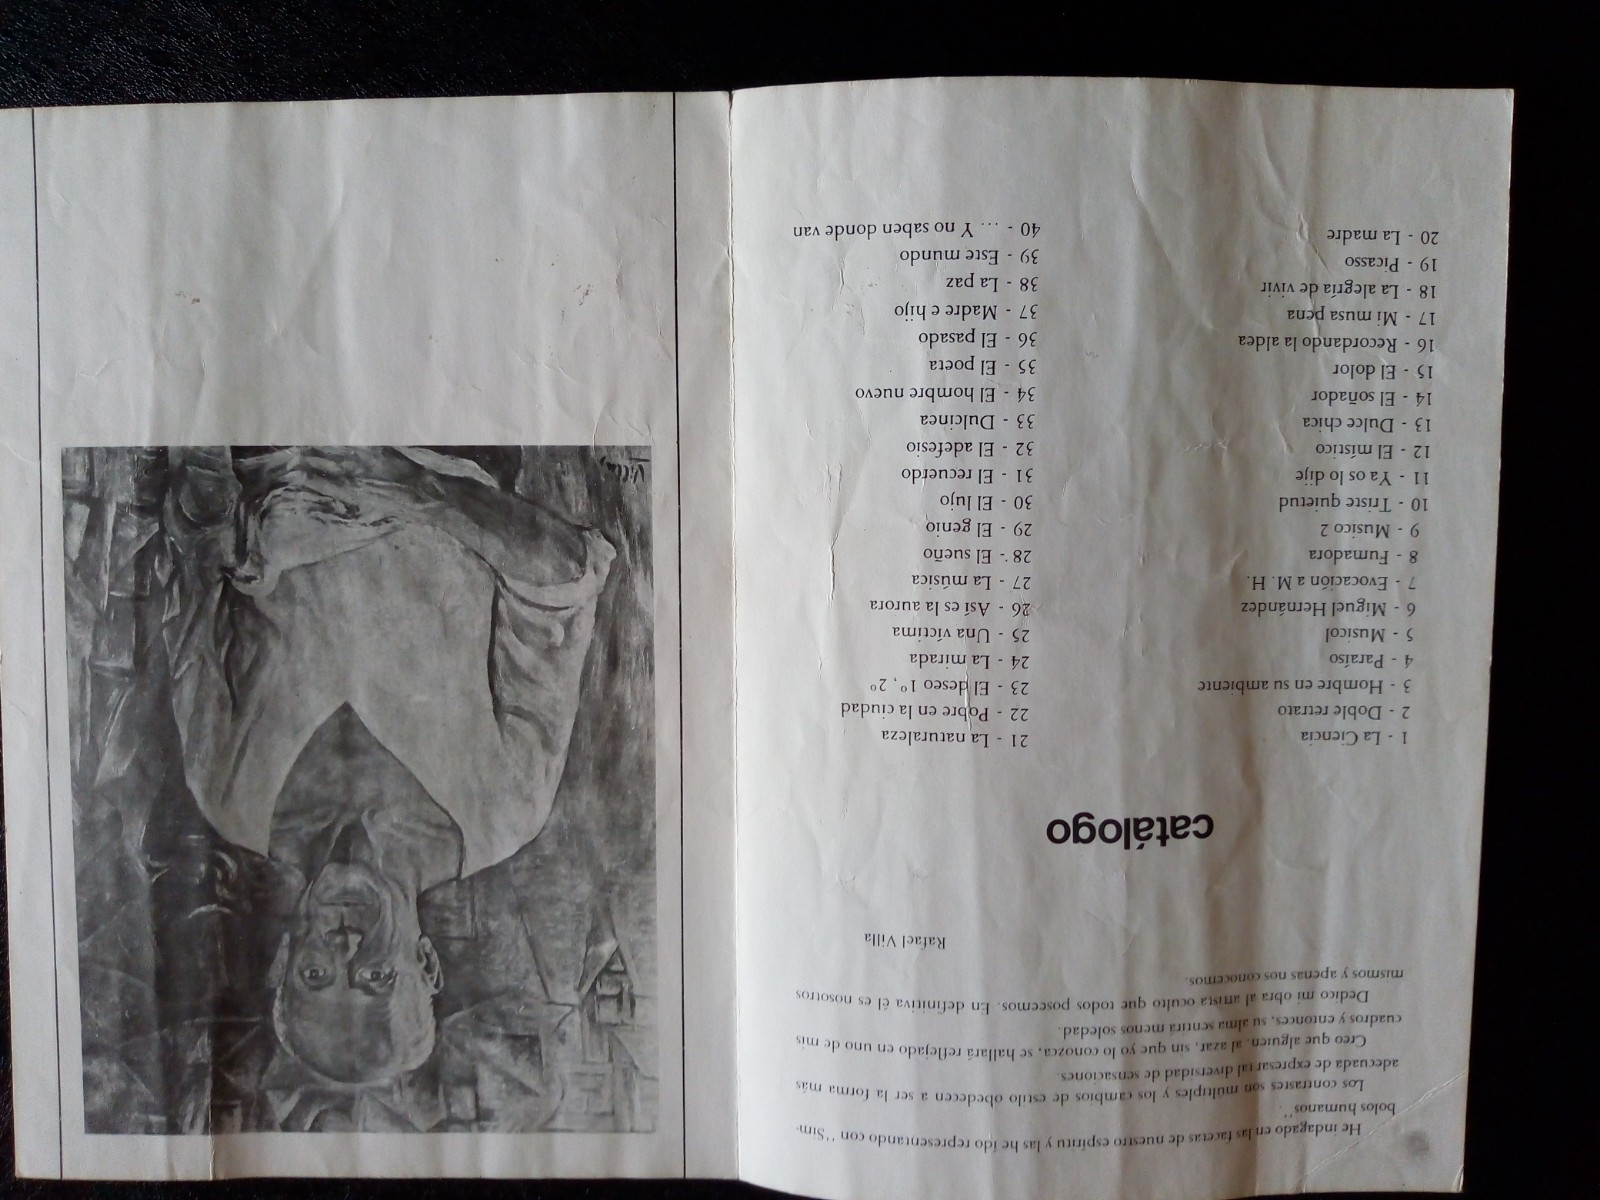 He indagado en las facetas de nuestro espíritu y las he ido representando con "Sim-
bolos humanos".
Los contrastes son multiples y los cambios de estilo obedecen a ser la forma más
adecuada de expresar tal diversidad de sensaciones.
Creo que alguien, al azar, sin que yo lo conozca, se hallará reflejado en uno de mis
cuadros y entonces, su alma sentirá menos soledad.
Dedico mi obra al artista oculto que todos poseemos. En definitiva él es nosotros
mismos y apenas nos conocemos.
Rafael Villa
catálogo
1 - La Ciencia
2 - Doble retrato
3 - Hombre en su ambiente
4 - Paraíso
5 - Musicol
6 - Miguel Hernández
7 - Evocación a M. H.
8 - Fumadora
9 - Musico 2
10 - Triste quietud
11 - Ya os lo dije
12 - El místico
13 - Dulce chica
14 - El soñador
15 - El dolor
16 - Recordando la aldea
17 - Mi musa pena
18 - La alegría de vivir
19 - Picasso
20 - La madre
21 - La naturaleza
22 - Pobre en la ciudad
23 - El deseo 1º, 2º
24 - La mirada
25 - Una víctima
26 - Así es la aurora
27 - La música
28 - El sueño
29 - El genio
30 - El lujo
31 - El recuerdo
32 - El adefesio
33 - Dulcinea
34 - El hombre nuevo
35 - El poeta
36 - El pasado
37 - Madre e hijo
38 - La paz
39 - Este mundo
40 - ... Y no saben donde van
Villa